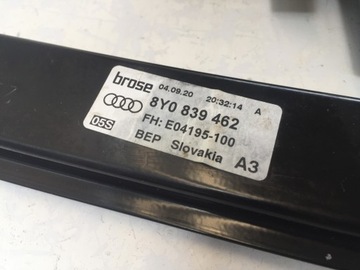 brose 04.09.20 20:32:14 A
8Y0 839 462
FH: E04195-100
05S BEP Slovakia A3